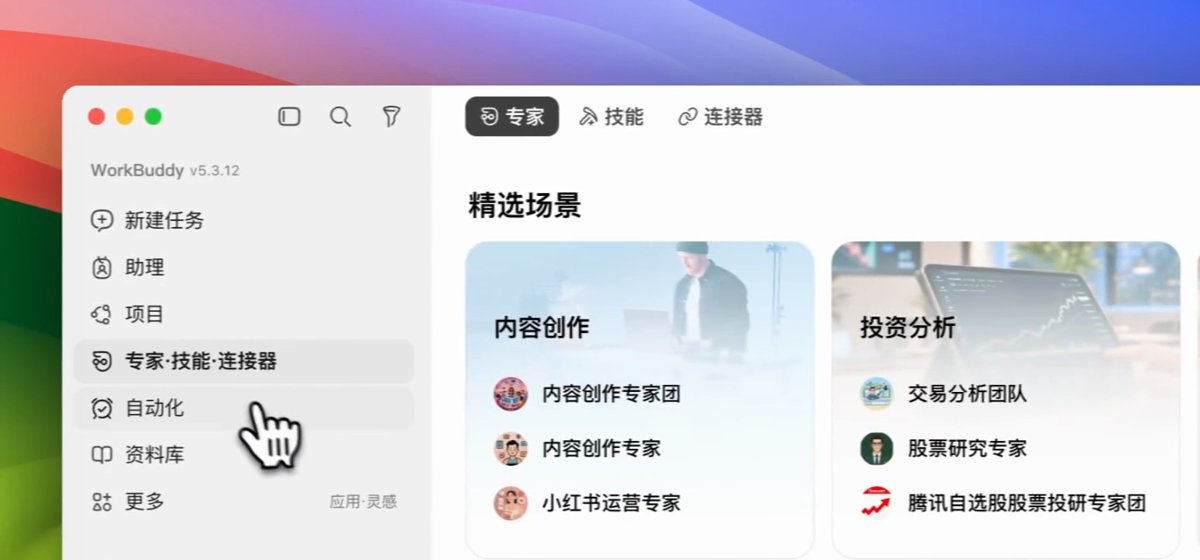 专家 技能 连接器
WorkBuddy v5.3.12
新建任务
助理
项目
专家·技能·连接器
自动化
资料库
更多 应用·灵感
精选场景
内容创作
内容创作专家团
内容创作专家
小红书运营专家
投资分析
交易分析团队
股票研究专家
腾讯自选股股票投研专家团